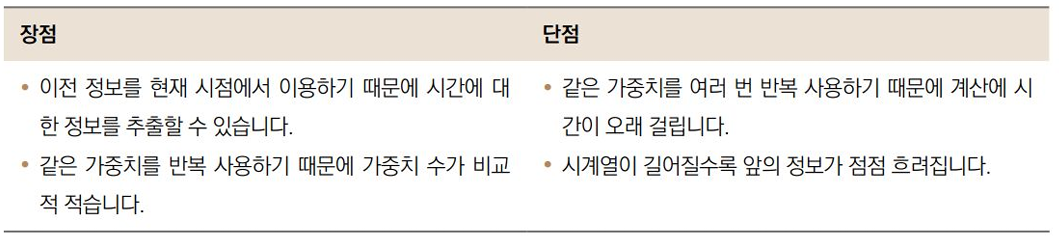 장점
• 이전 정보를 현재 시점에서 이용하기 때문에 시간에 대
한 정보를 추출할 수 있습니다.
• 같은 가중치를 반복 사용하기 때문에 가중치 수가 비교
적 적습니다.
단점
• 같은 가중치를 여러 번 반복 사용하기 때문에 계산에 시
간이 오래 걸립니다.
• 시계열이 길어질수록 앞의 정보가 점점 흐려집니다.